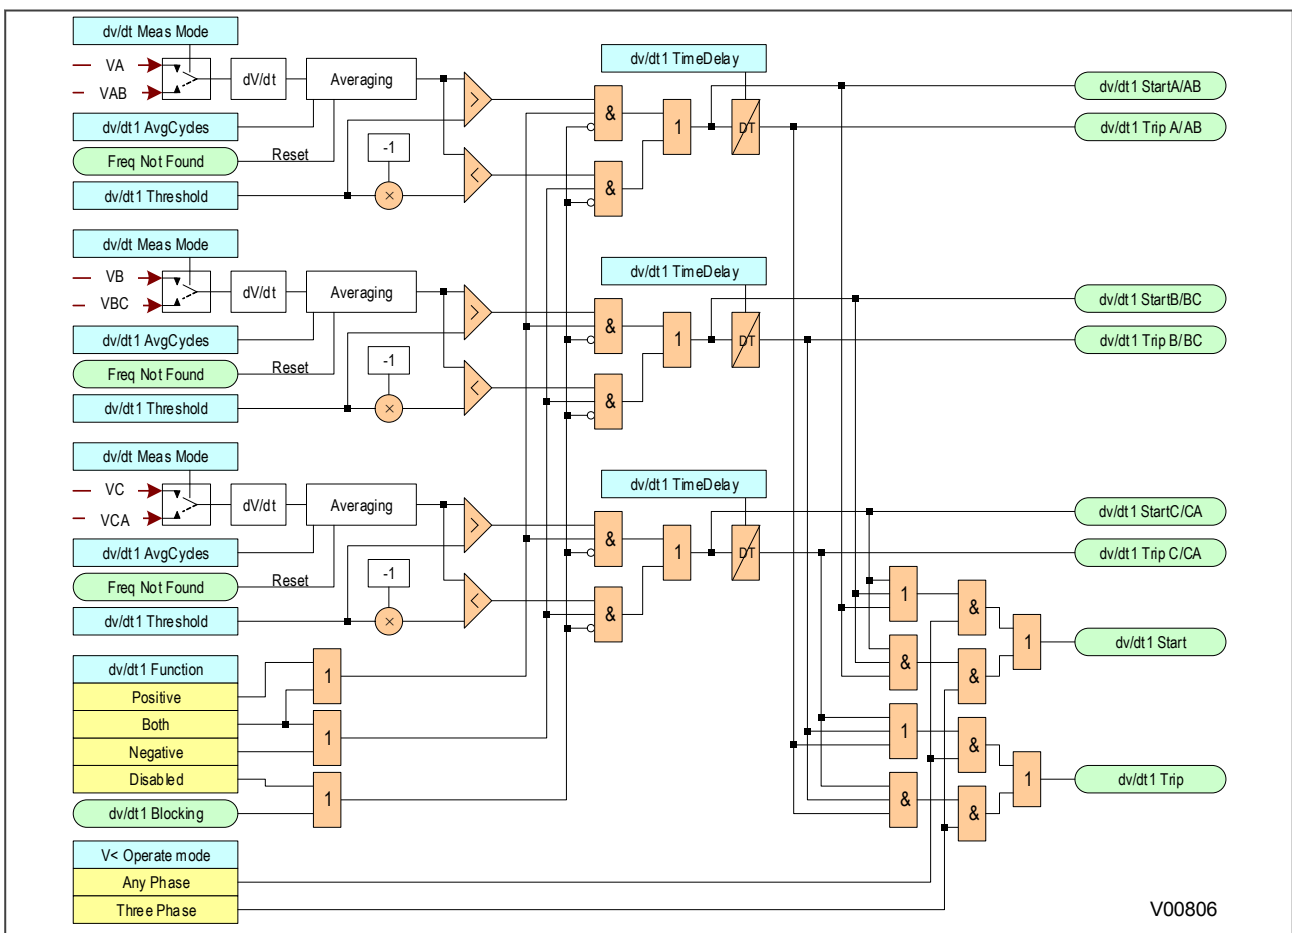 dv/dt Meas Mode
VA
VAB
dV/dt
Averaging
dv/dt1 TimeDelay
dv/dt1 AvgCycles
Freq Not Found
Reset
dv/dt1 Threshold
-1
×
>
<
&
&
1
DT
dv/dt1 StartA/AB
dv/dt1 Trip A/AB
dv/dt Meas Mode
VB
VBC
dV/dt
Averaging
dv/dt1 TimeDelay
dv/dt1 AvgCycles
Freq Not Found
Reset
dv/dt1 Threshold
-1
×
>
<
&
&
1
DT
dv/dt1 StartB/BC
dv/dt1 Trip B/BC
dv/dt Meas Mode
VC
VCA
dV/dt
Averaging
dv/dt1 TimeDelay
dv/dt1 AvgCycles
Freq Not Found
Reset
dv/dt1 Threshold
-1
×
>
<
&
&
1
DT
dv/dt1 StartC/CA
dv/dt1 Trip C/CA
1
&
&
&
1
dv/dt1 Start
1
&
&
&
1
dv/dt1 Trip
dv/dt1 Function
Positive
Both
Negative
Disabled
dv/dt1 Blocking
1
1
1
V< Operate mode
Any Phase
Three Phase
V00806